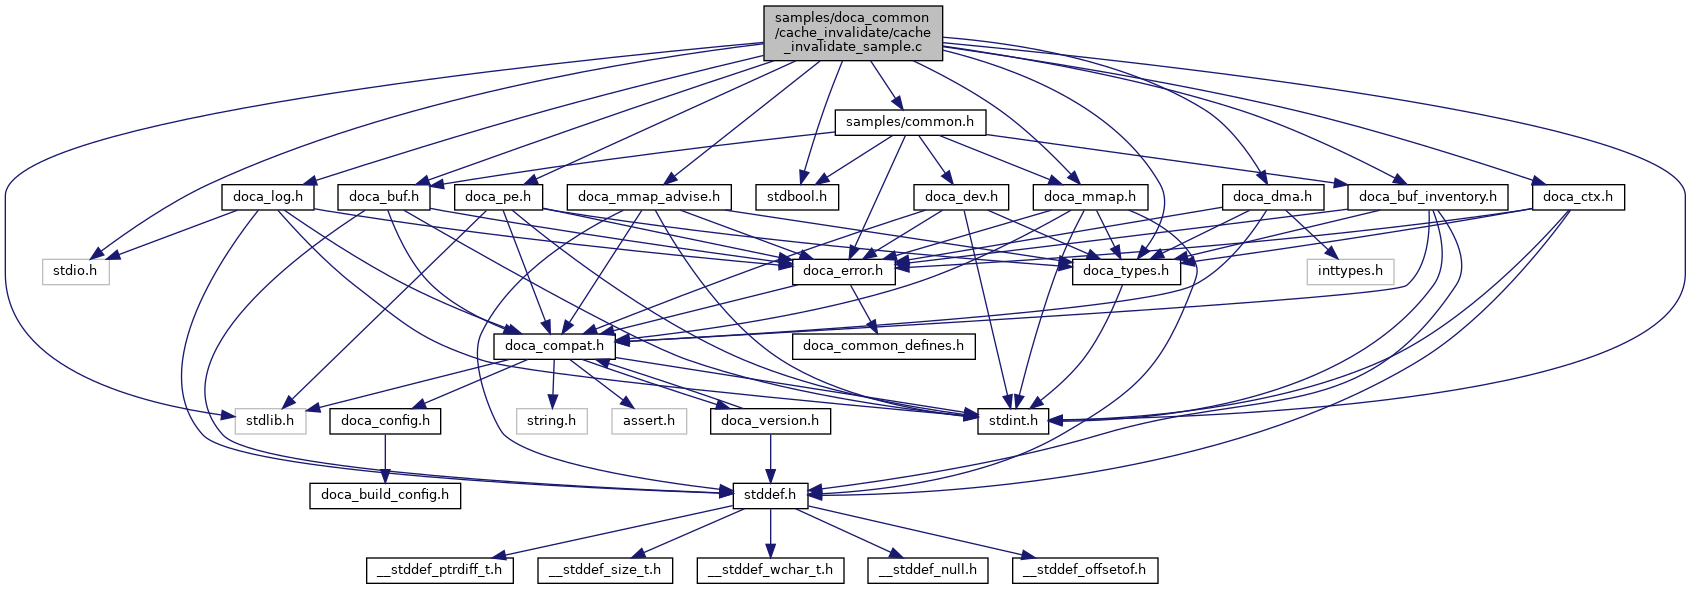 samples/doca_common
/cache_invalidate/cache
_invalidate_sample.c
samples/common.h
doca_log.h
doca_buf.h
doca_pe.h
doca_mmap_advise.h
stdbool.h
doca_dev.h
doca_mmap.h
doca_dma.h
doca_buf_inventory.h
doca_ctx.h
stdio.h
doca_error.h
doca_types.h
inttypes.h
doca_compat.h
doca_common_defines.h
stdlib.h
doca_config.h
string.h
assert.h
doca_version.h
stdint.h
doca_build_config.h
stddef.h
__stddef_ptrdiff_t.h
__stddef_size_t.h
__stddef_wchar_t.h
__stddef_null.h
__stddef_offsetof.h